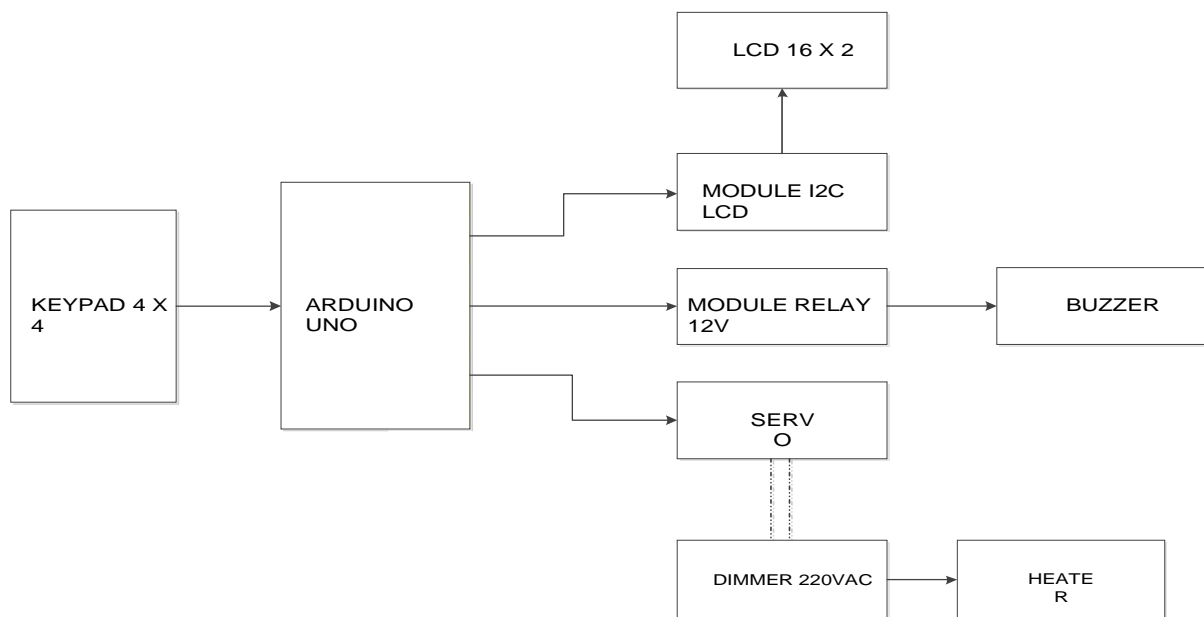 LCD 16 X 2
MODULE I2C
LCD
KEYPAD 4 X
4
ARDUINO
UNO
MODULE RELAY
12V
BUZZER
SERV
O
DIMMER 220VAC
HEATE
R